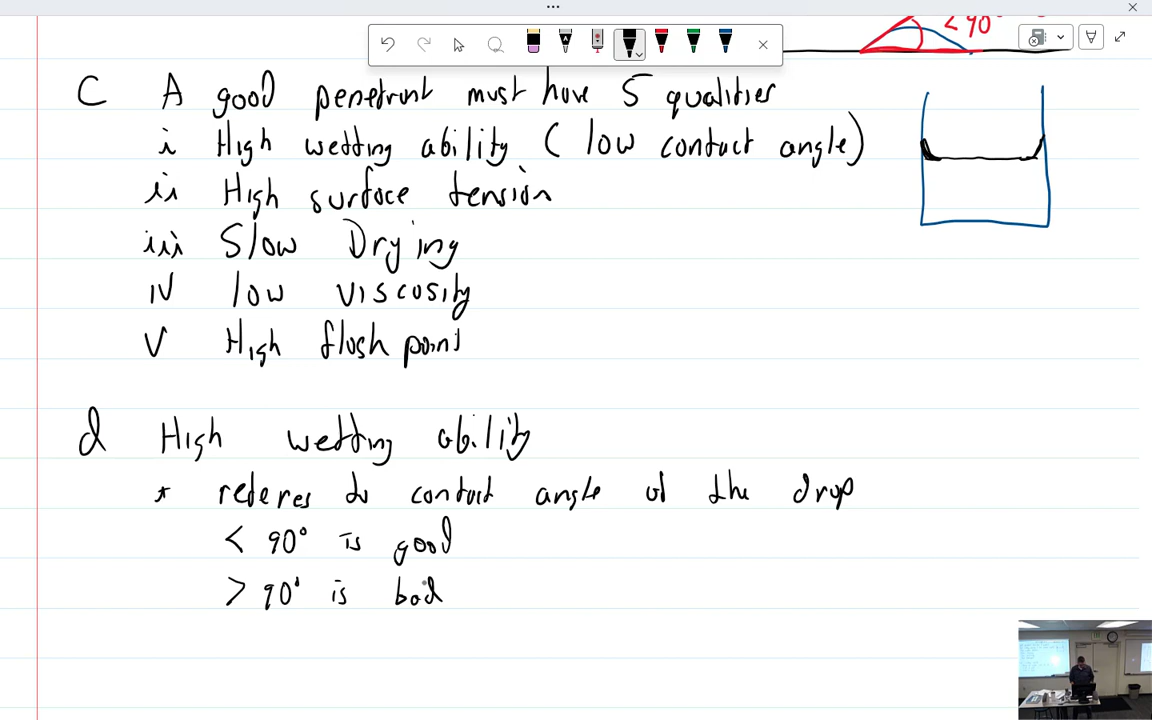 < 90°
C A good penetrant must have 5 qualities
i High wetting ability ( low contact angle)
ii High surface tension
iii Slow Drying
iv low viscosity
V High flash point
d High wetting ability
* referes to contact angle of the drop
< 90° is good
> 90° is bad